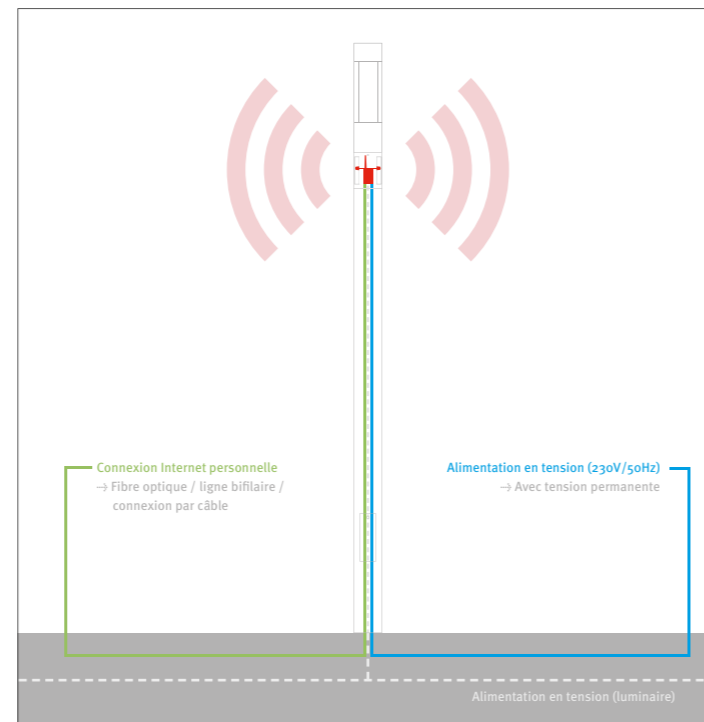 Connexion Internet personnelle
→ Fibre optique / ligne bifilaire /
connexion par câble
Alimentation en tension (230V/50Hz)
→ Avec tension permanente
Alimentation en tension (luminaire)